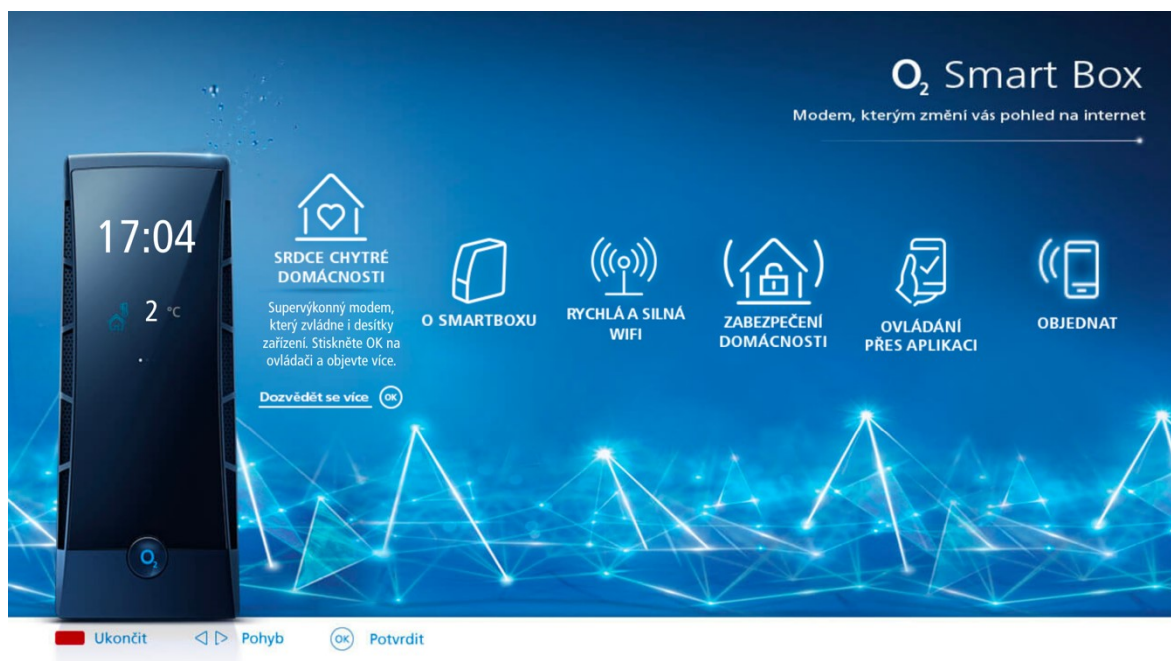 O2 Smart Box
Modem, kterým změní vás pohled na internet
17:04
2 °C
SRDCE CHYTRÉ
DOMÁCNOSTI
Supervýkonný modem,
který zvládne i desítky
zařízení. Stiskněte OK na
ovládači a objevte více.
Dozvědět se více OK
O SMARTBOXU
RYCHLÁ A SILNÁ
WIFI
ZABEZPEČENÍ
DOMÁCNOSTI
OVLÁDÁNÍ
PŘES APLIKACI
OBJEDNAT
O2
Ukončit Pohyb OK Potvrdit